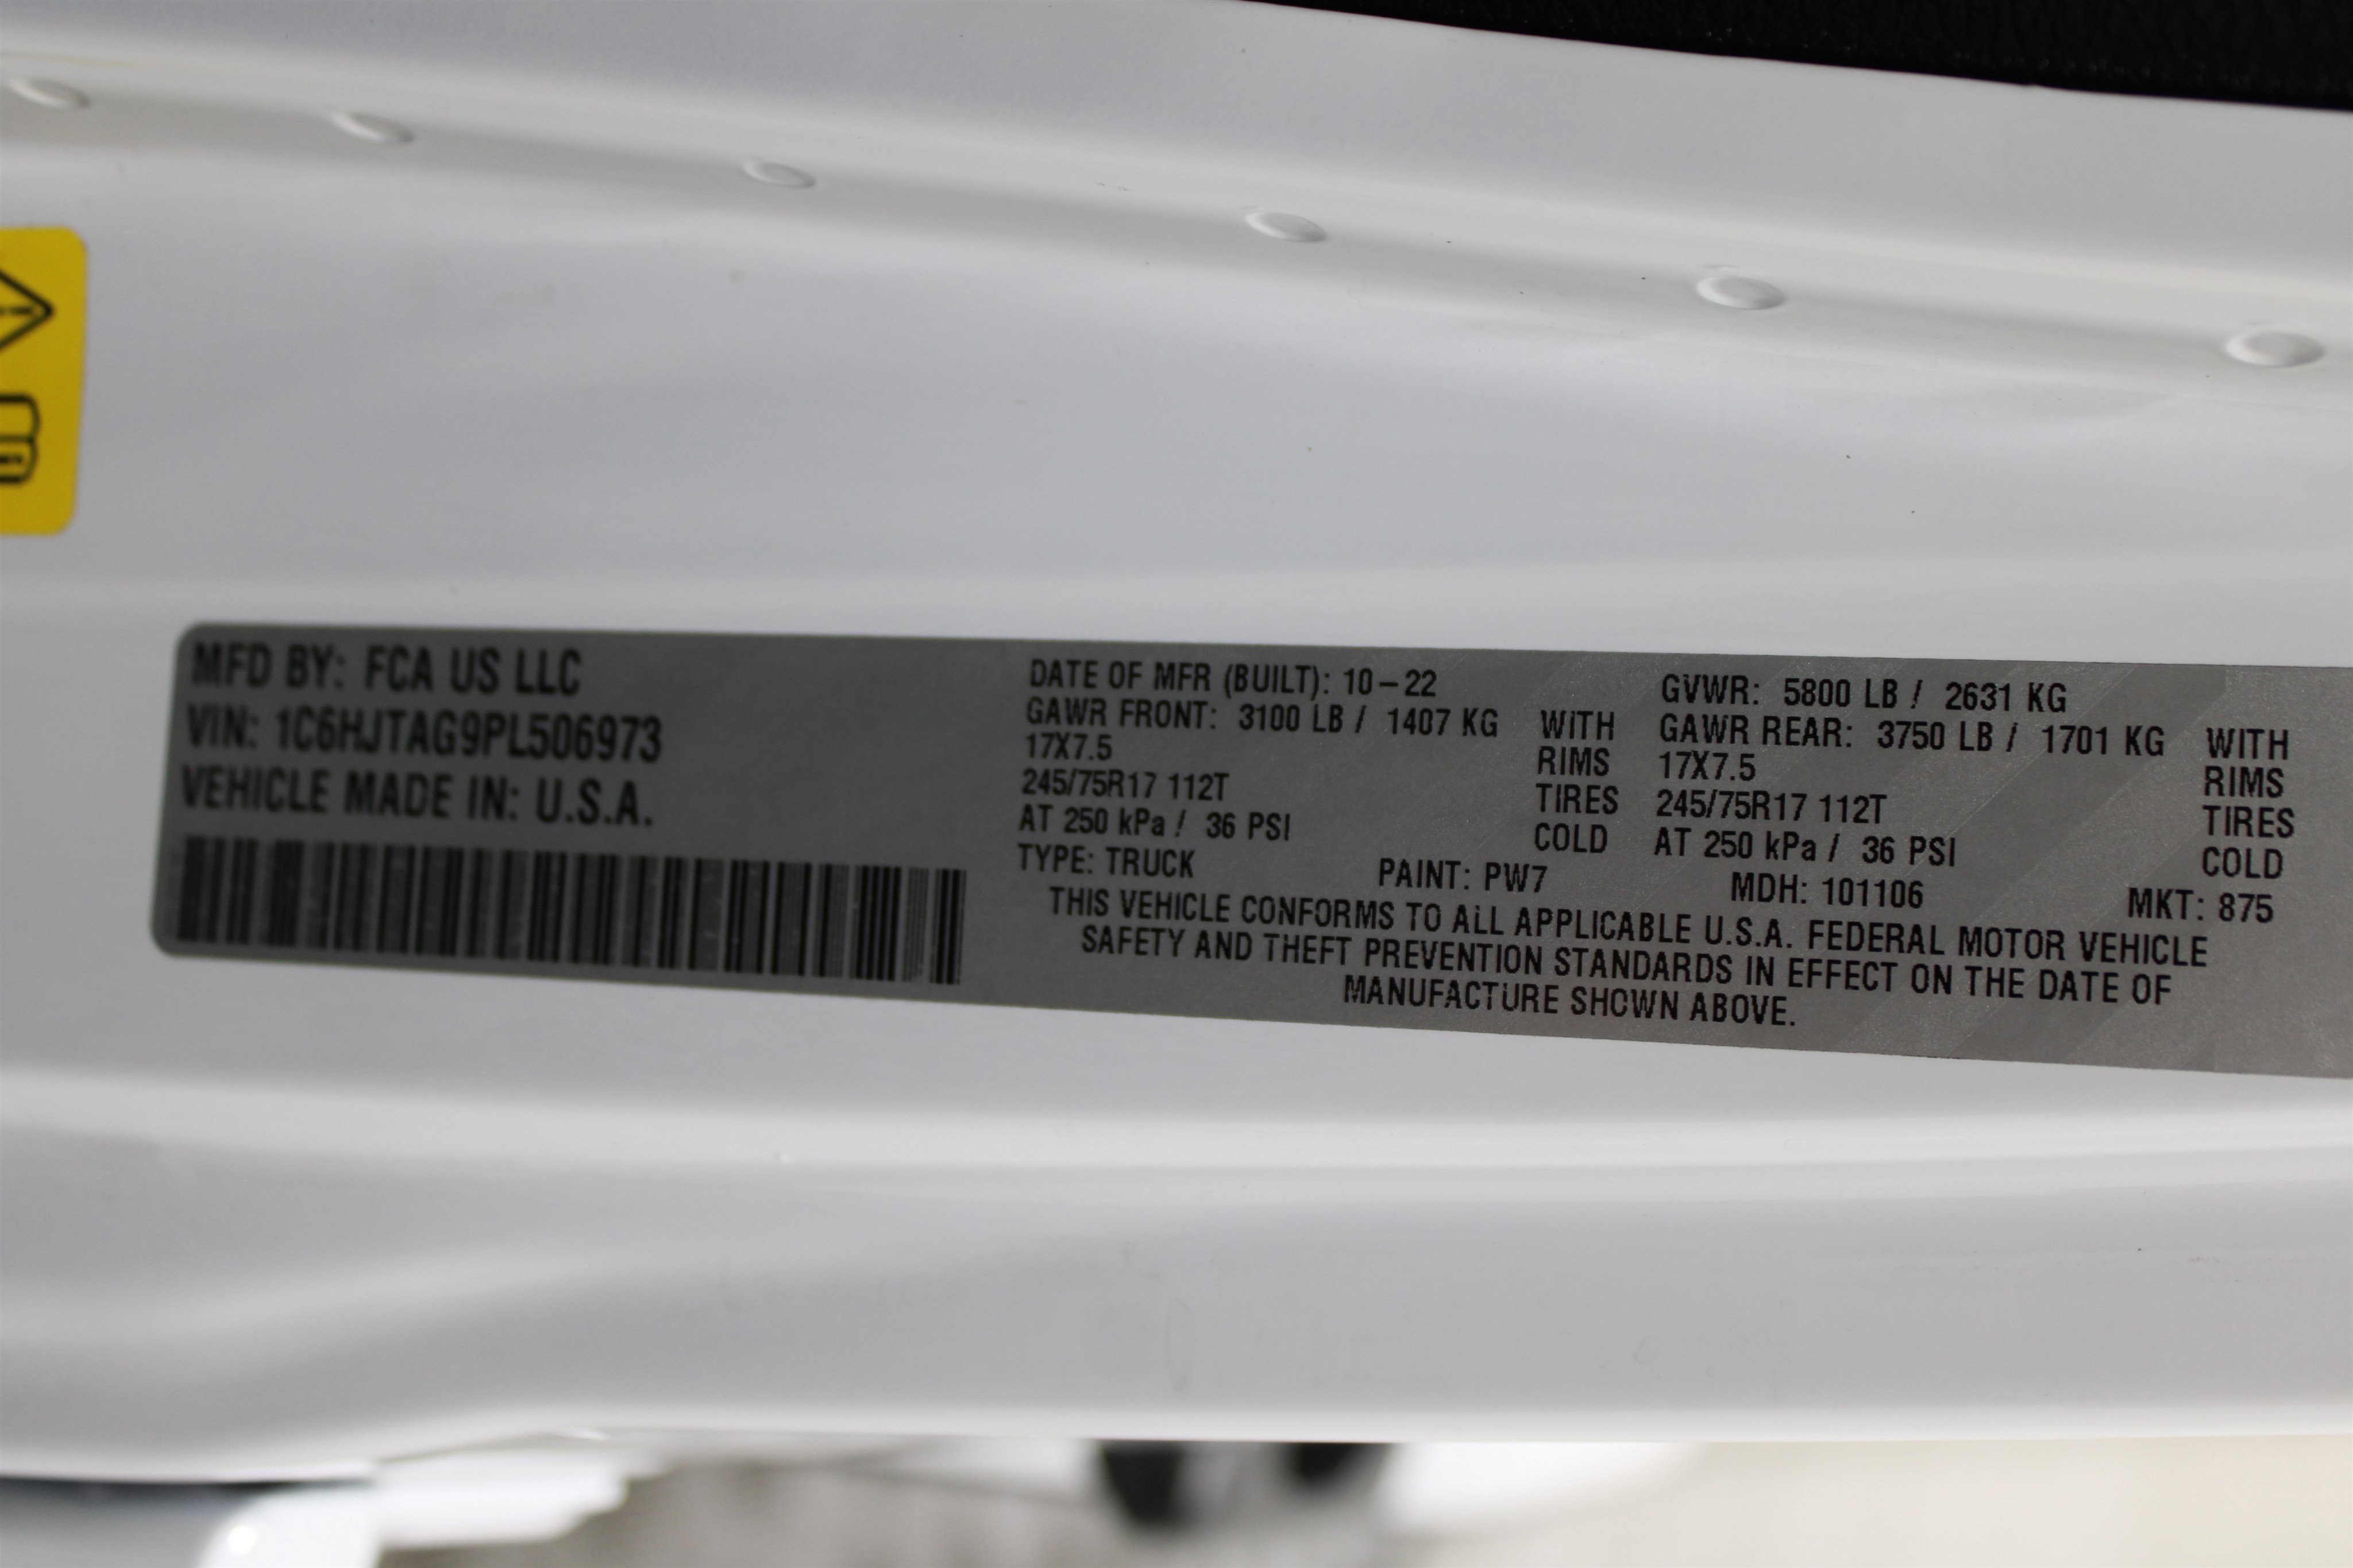 MFD BY: FCA US LLC
VIN: 1C6HJTAG9PL506973
VEHICLE MADE IN: U.S.A.
DATE OF MFR (BUILT): 10-22 GVWR: 5800 LB / 2631 KG
GAWR FRONT: 3100 LB / 1407 KG WITH GAWR REAR: 3750 LB / 1701 KG WITH
17X7.5 RIMS 17X7.5 RIMS
245/75R17 112T TIRES 245/75R17 112T TIRES
AT 250 kPa / 36 PSI COLD AT 250 kPa / 36 PSI COLD
TYPE: TRUCK PAINT: PW7 MDH: 101106 MKT: 875
THIS VEHICLE CONFORMS TO ALL APPLICABLE U.S.A. FEDERAL MOTOR VEHICLE
SAFETY AND THEFT PREVENTION STANDARDS IN EFFECT ON THE DATE OF
MANUFACTURE SHOWN ABOVE.